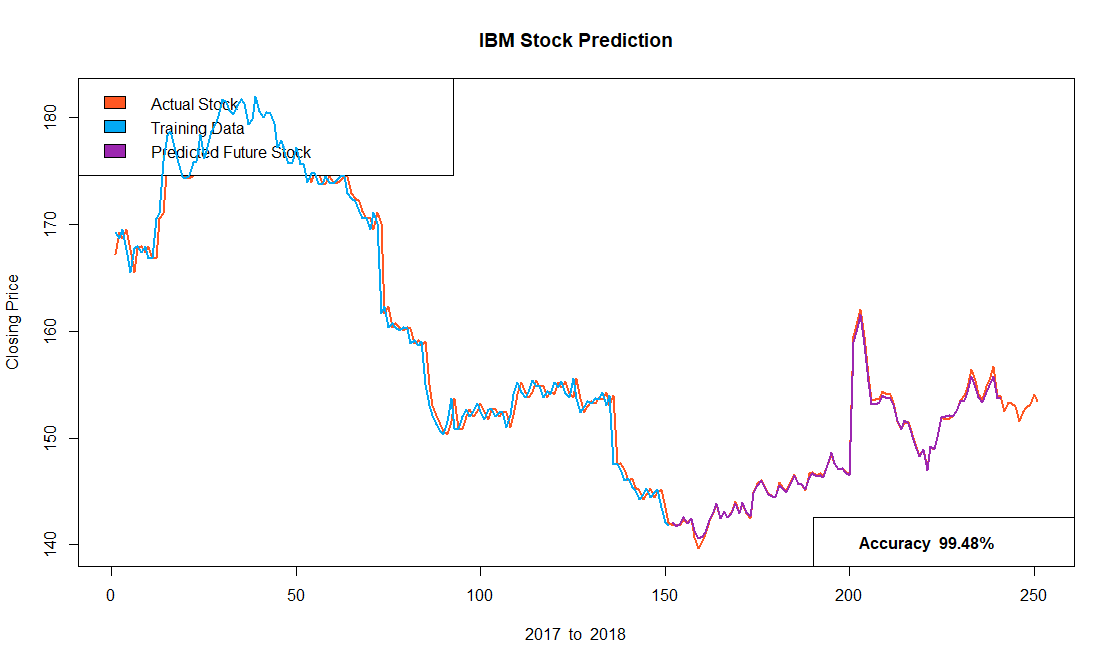 IBM Stock Prediction
Closing Price
180
170
160
150
140
Actual Stock
Training Data
Predicted Future Stock
Accuracy 99.48%
0 50 100 150 200 250
2017 to 2018